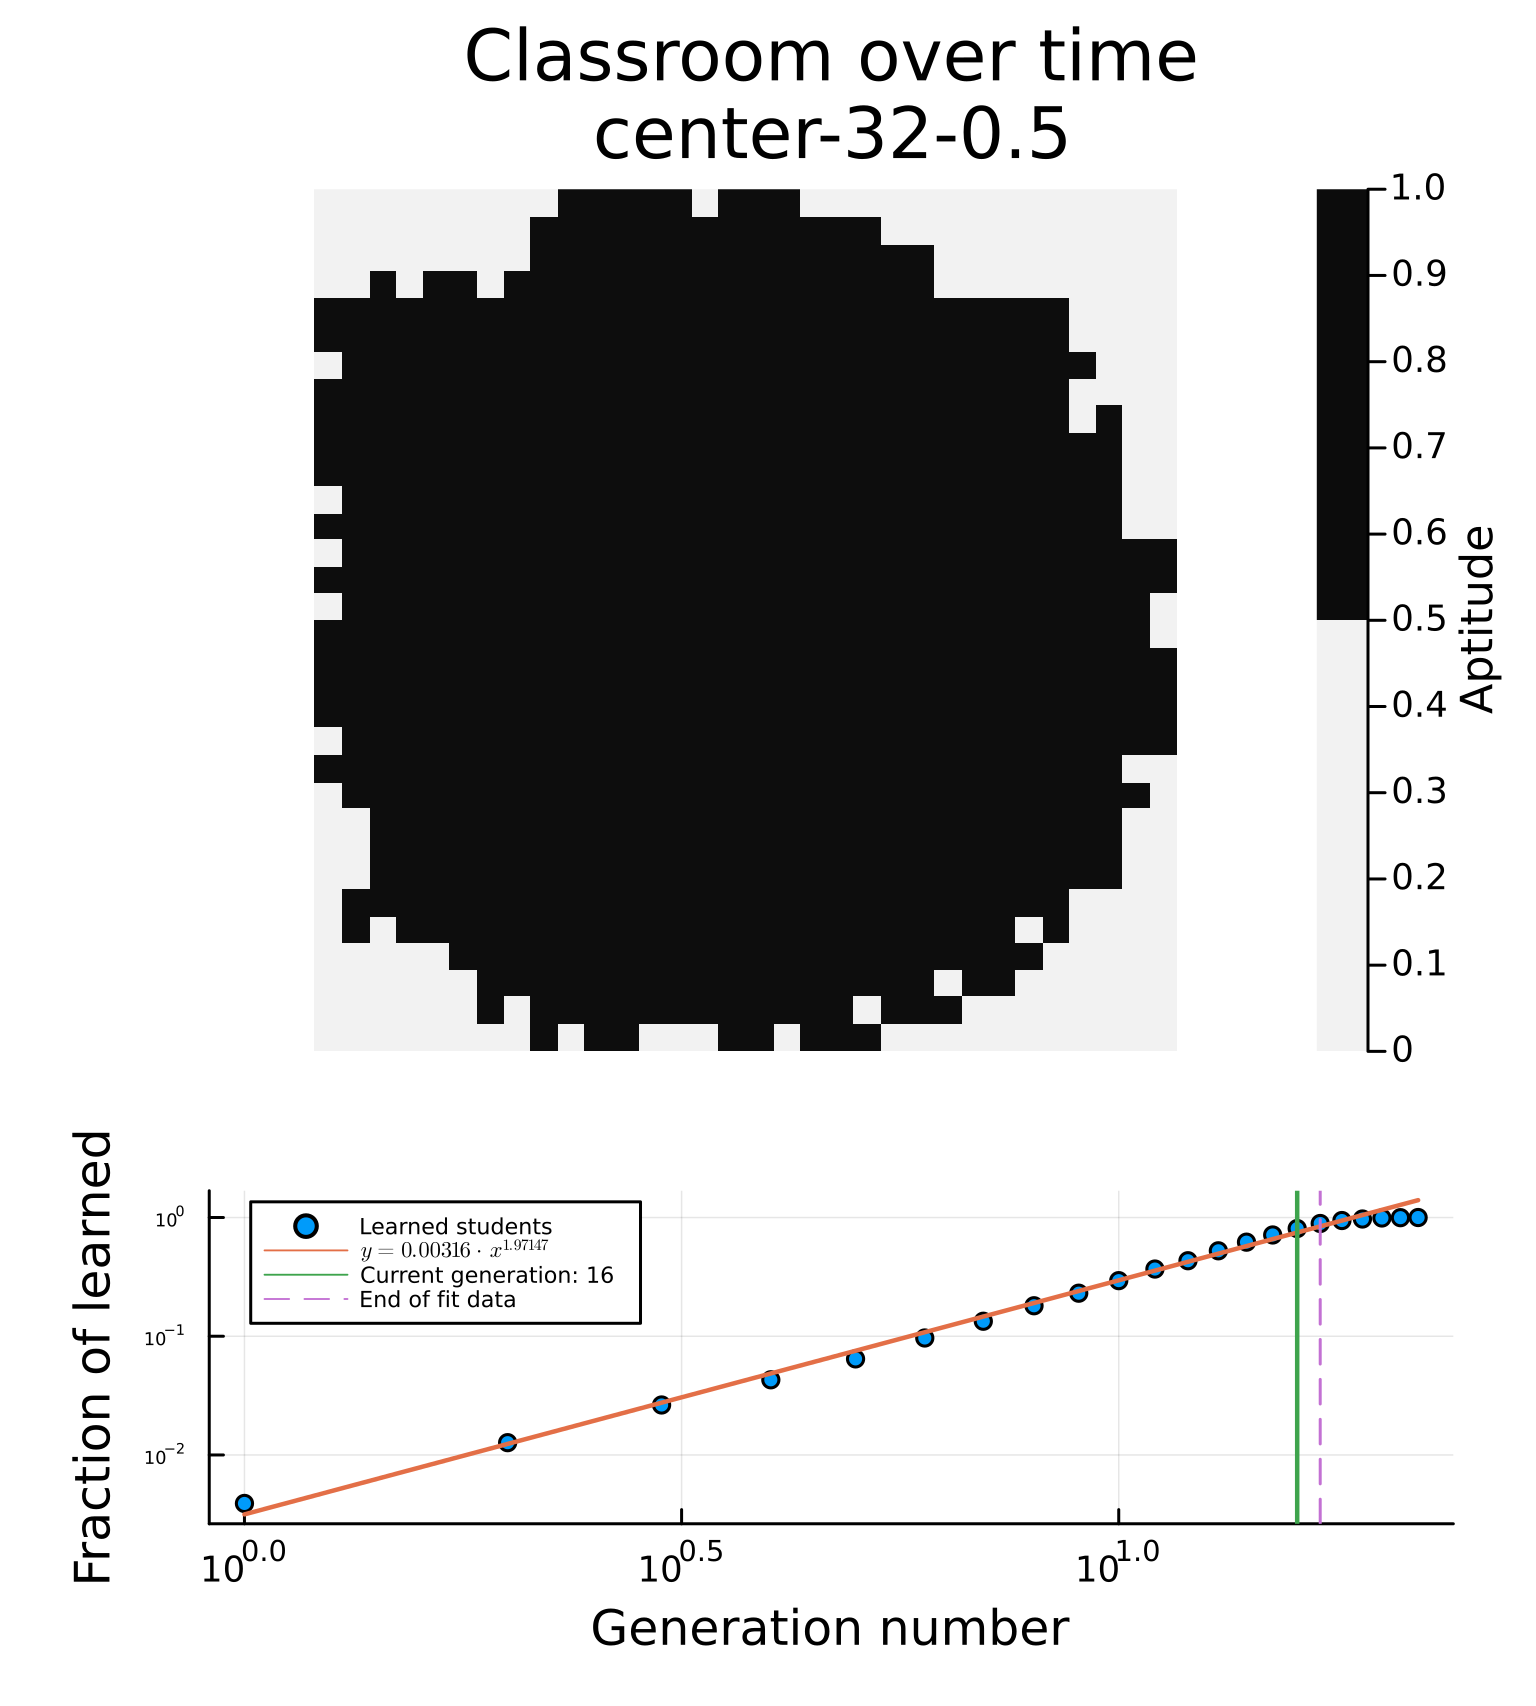 Classroom over time
center-32-0.5
1.0
0.9
0.8
0.7
0.6
0.5
0.4
0.3
0.2
0.1
0
Aptitude
Fraction of learned
10⁰
10⁻¹
10⁻²
Learned students
y = 0.00316 · x^1.97147
Current generation: 16
End of fit data
10^0.0 10^0.5 10^1.0
Generation number